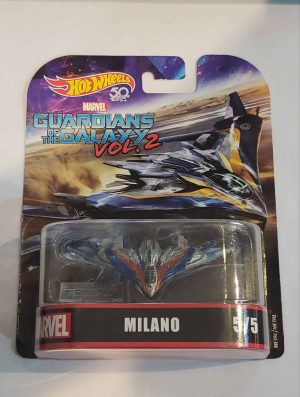 Hot Wheels
50
MARVEL
GUARDIANS
OF THE GALAXY
VOL. 2
MARVEL
MILANO
5/5